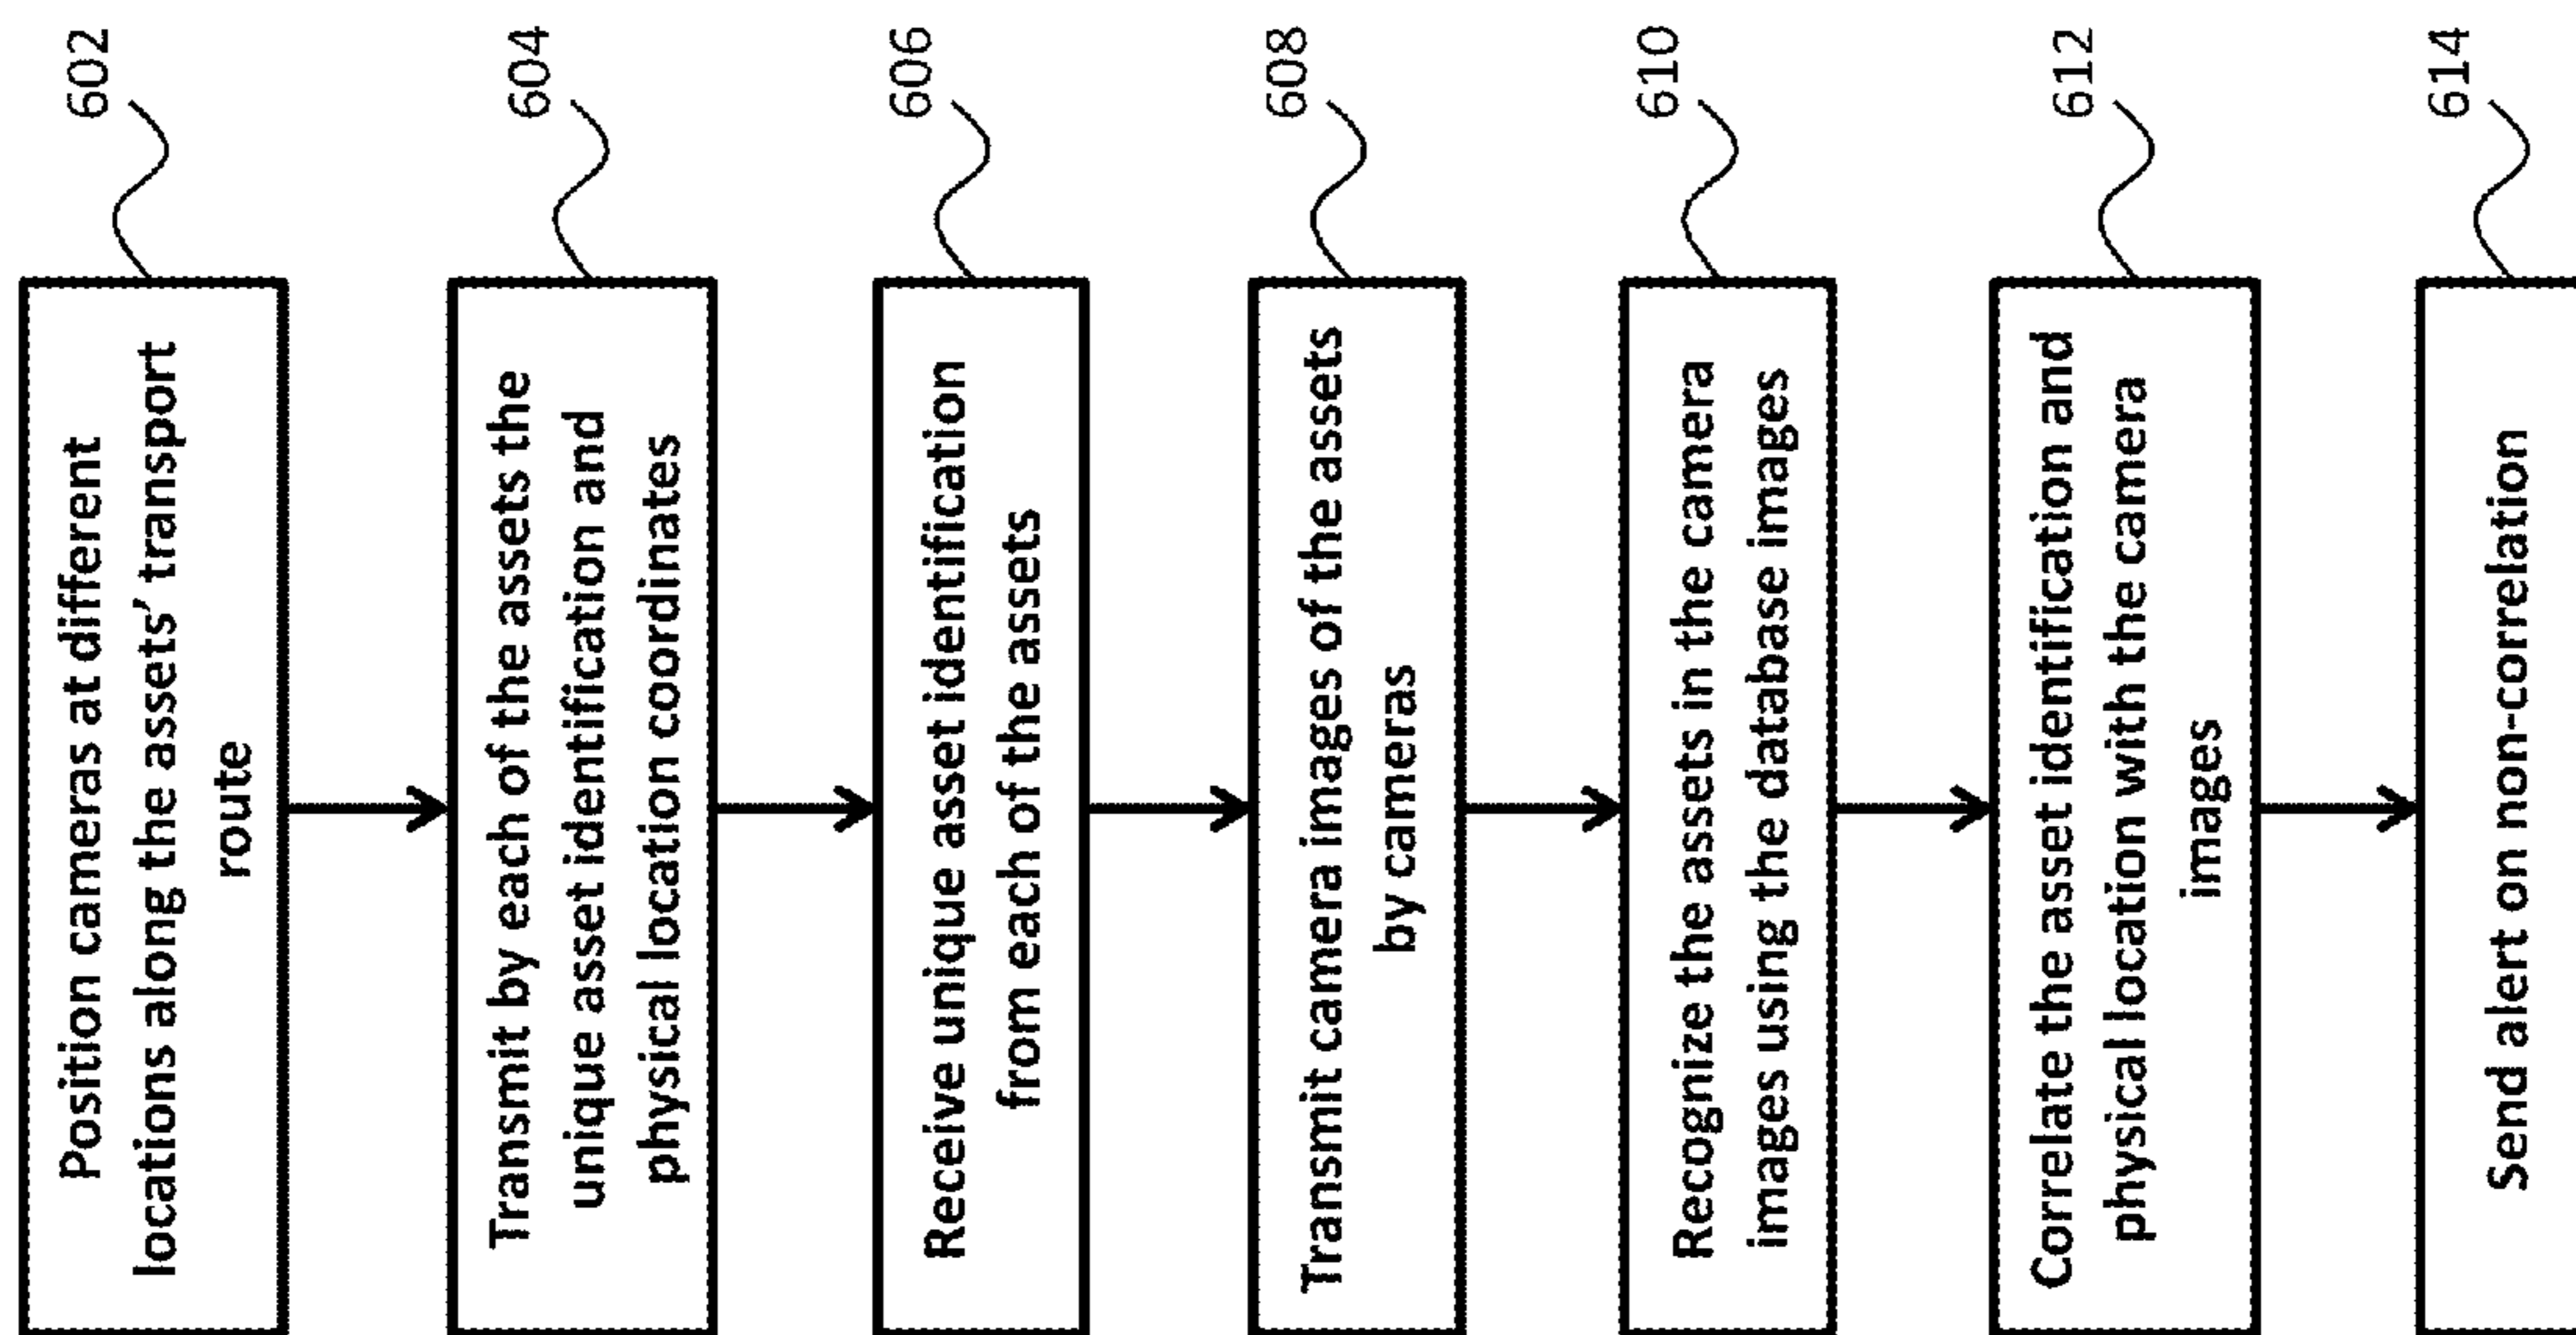 602
Position cameras at different
locations along the assets' transport
route
604
Transmit by each of the assets the
unique asset identification and
physical location coordinates
606
Receive unique asset identification
from each of the assets
608
Transmit camera images of the assets
by cameras
610
Recognize the assets in the camera
images using the database images
612
Correlate the asset identification and
physical location with the camera
images
614
Send alert on non-correlation